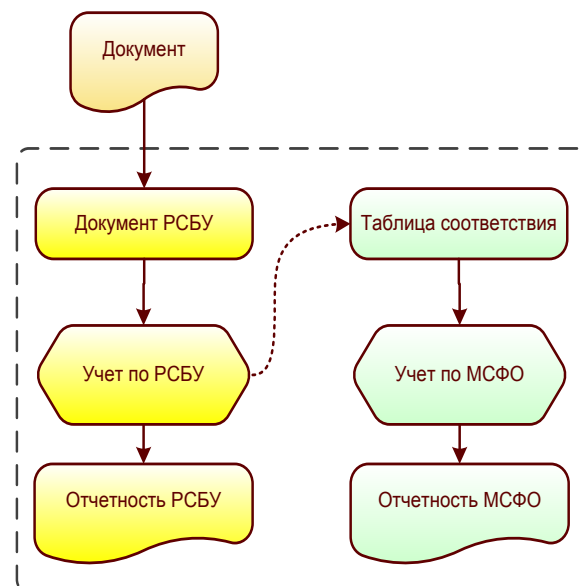 Документ
Документ РСБУ
Таблица соответствия
Учет по РСБУ
Учет по МСФО
Отчетность РСБУ
Отчетность МСФО